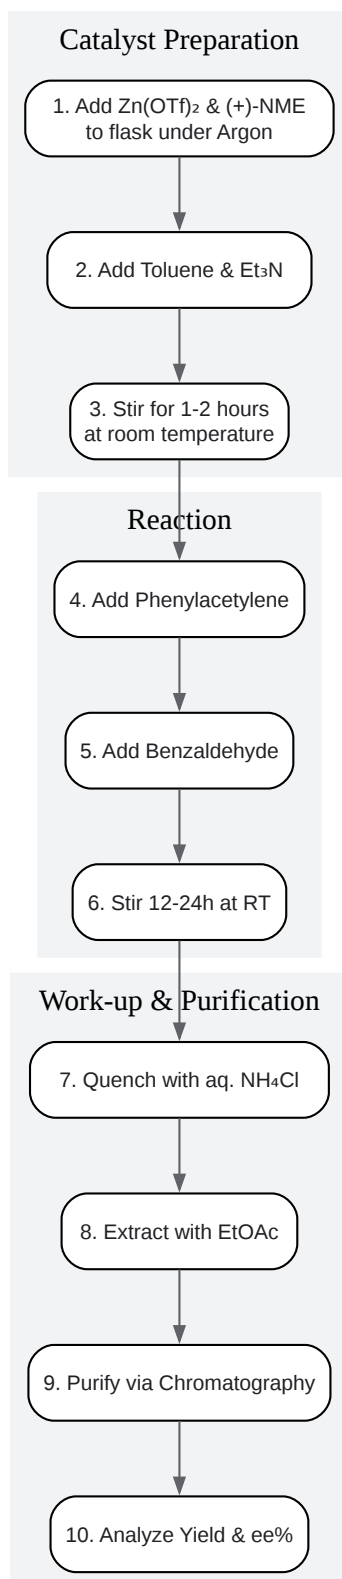 Catalyst Preparation
1. Add Zn(OTf)₂ & (+)-NME
to flask under Argon
2. Add Toluene & Et₃N
3. Stir for 1-2 hours
at room temperature
Reaction
4. Add Phenylacetylene
5. Add Benzaldehyde
6. Stir 12-24h at RT
Work-up & Purification
7. Quench with aq. NH₄Cl
8. Extract with EtOAc
9. Purify via Chromatography
10. Analyze Yield & ee%